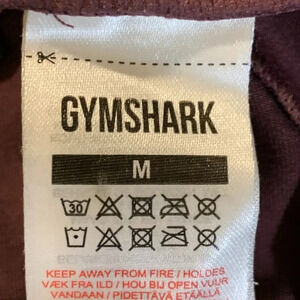 GYMSHARK
M
30
KEEP AWAY FROM FIRE / HOLDES
VÆK FRA ILD / HOU BIJ OPEN VUUR
VANDAAN / PIDETTÄVÄ ETÄÄLLÄ